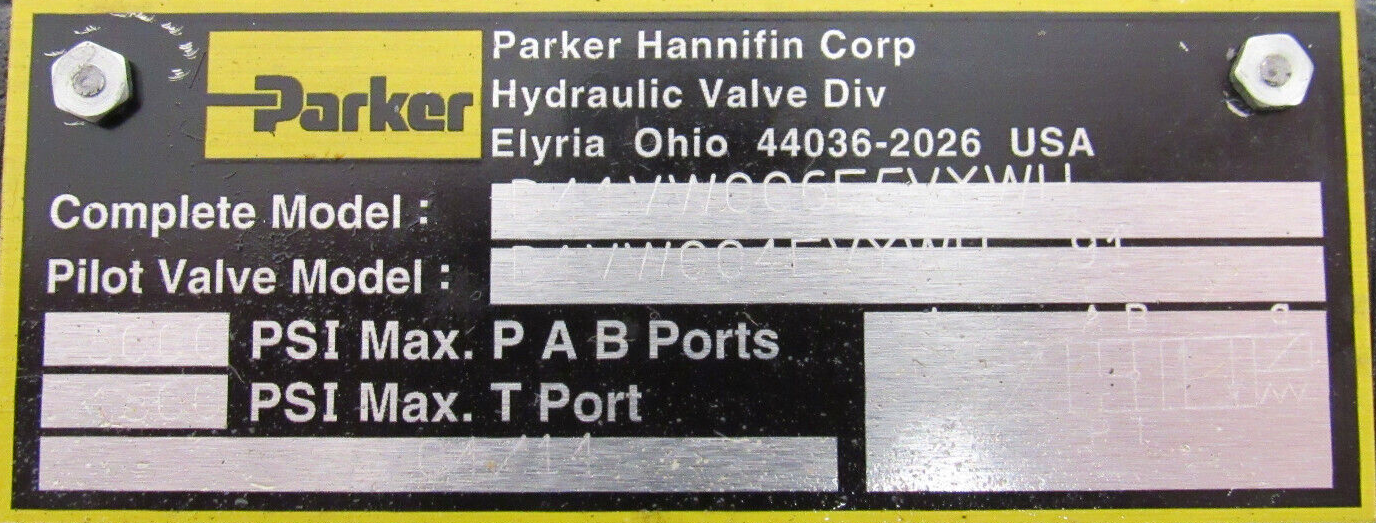 Parker
Parker Hannifin Corp
Hydraulic Valve Div
Elyria Ohio 44036-2026 USA
Complete Model :
Pilot Valve Model : 91
PSI Max. P A B Ports
PSI Max. T Port
A B